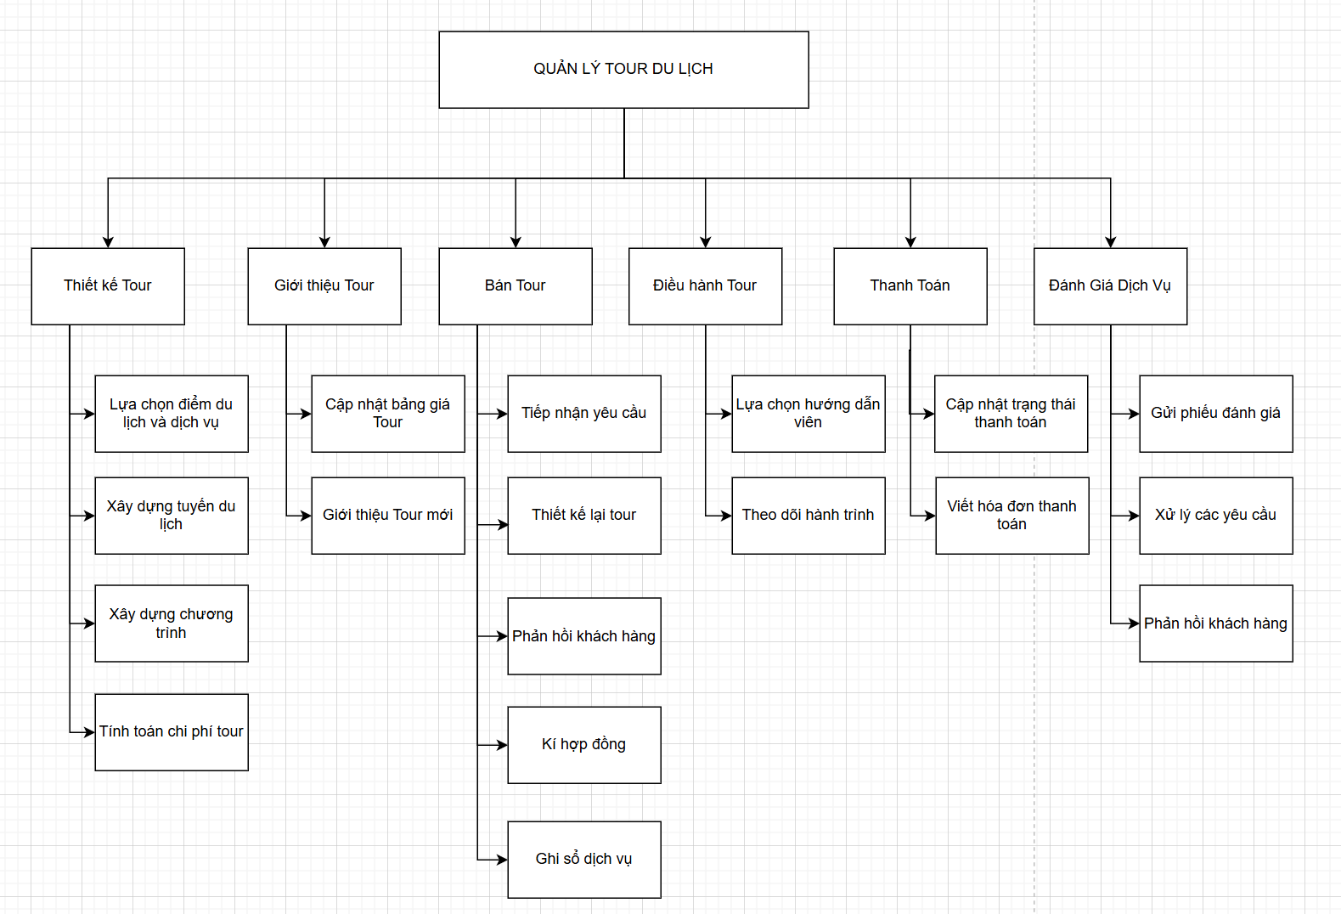 QUẢN LÝ TOUR DU LỊCH
Thiết kế Tour
Giới thiệu Tour
Bán Tour
Điều hành Tour
Thanh Toán
Đánh Giá Dịch Vụ
Lựa chọn điểm du
lịch và dịch vụ
Xây dựng tuyến du
lịch
Xây dựng chương
trình
Tính toán chi phí tour
Cập nhật bảng giá
Tour
Giới thiệu Tour mới
Tiếp nhận yêu cầu
Thiết kế lại tour
Phản hồi khách hàng
Kí hợp đồng
Ghi sổ dịch vụ
Lựa chọn hướng dẫn
viên
Theo dõi hành trình
Cập nhật trạng thái
thanh toán
Viết hóa đơn thanh
toán
Gửi phiếu đánh giá
Xử lý các yêu cầu
Phản hồi khách hàng